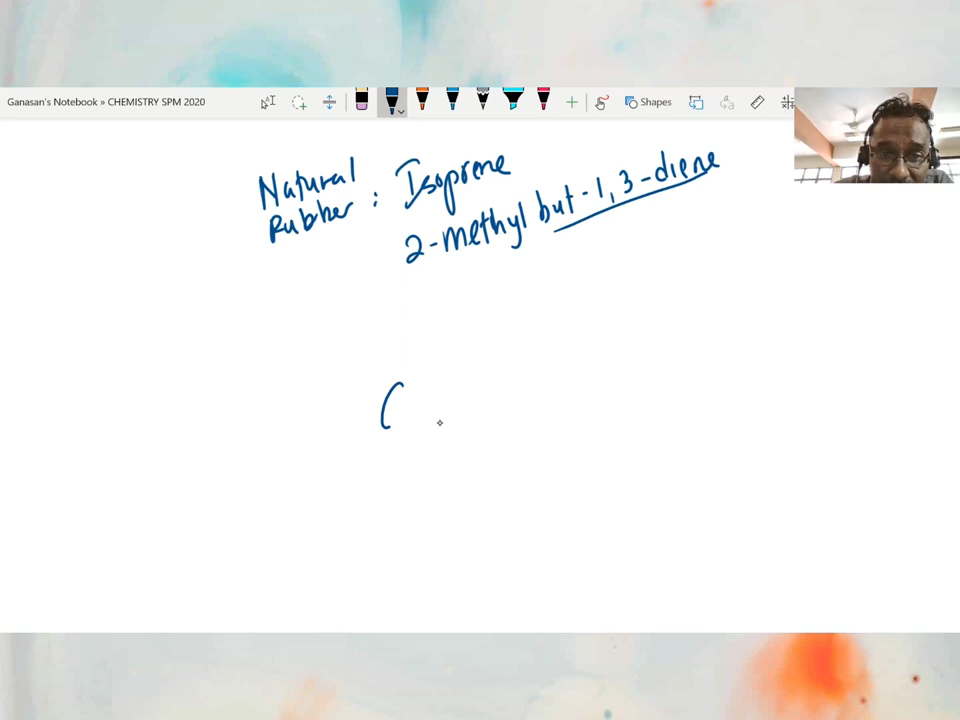 Ganasan's Notebook » CHEMISTRY SPM 2020
Shapes
Natural Rubber : Isoprene
2-methyl but-1,3-diene
(